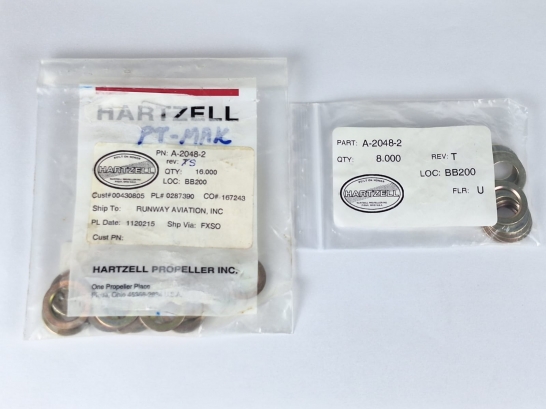 HARTZELL
PT-MAK
PN: A-2048-2
rev: TS
QTY: 16.000
LOC: BB200
HARTZELL
Cust# 00430805 PL# 0287390 CO#: 167243
Ship To: RUNWAY AVIATION, INC
PL Date: 1120215 Shp Via: FXSO
Cust PN:
HARTZELL PROPELLER INC.
One Propeller Place
PART: A-2048-2
QTY: 8.000 REV: T
LOC: BB200
HARTZELL
FLR: U